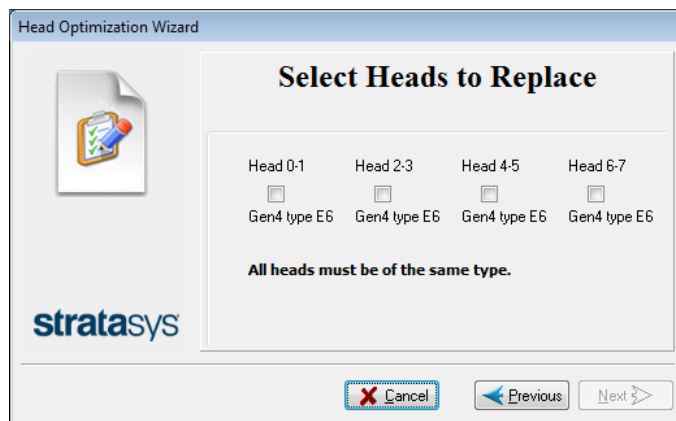 Head Optimization Wizard
Select Heads to Replace
Head 0-1 Head 2-3 Head 4-5 Head 6-7
Gen4 type E6 Gen4 type E6 Gen4 type E6 Gen4 type E6
All heads must be of the same type.
stratasys
Cancel Previous Next